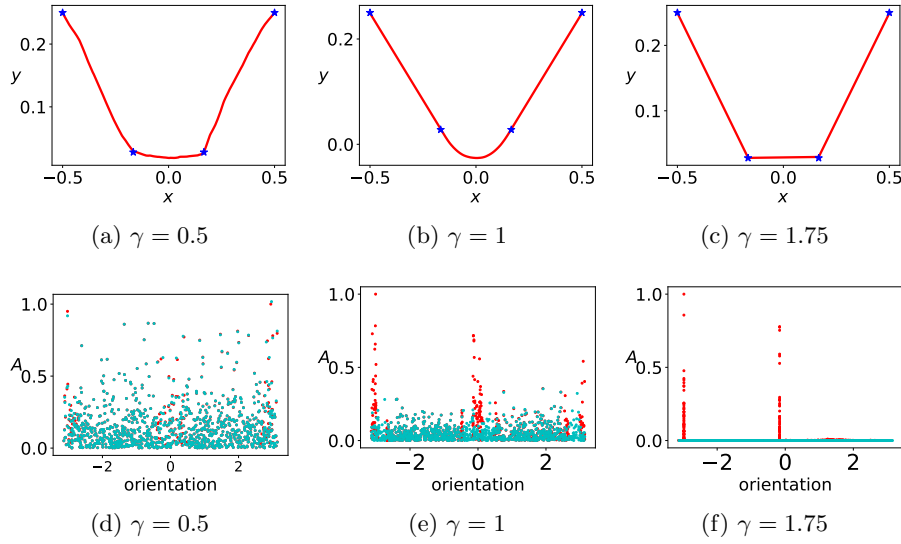 0.2
y
0.1
−0.5 0.0 0.5
x
(a) γ = 0.5
0.2
y
0.0
−0.5 0.0 0.5
x
(b) γ = 1
0.2
y
0.1
−0.5 0.0 0.5
x
(c) γ = 1.75
1.0
A
0.5
0.0
−2 0 2
orientation
(d) γ = 0.5
1.0
A
0.5
0.0
−2 0 2
orientation
(e) γ = 1
1.0
A
0.5
0.0
−2 0 2
orientation
(f) γ = 1.75